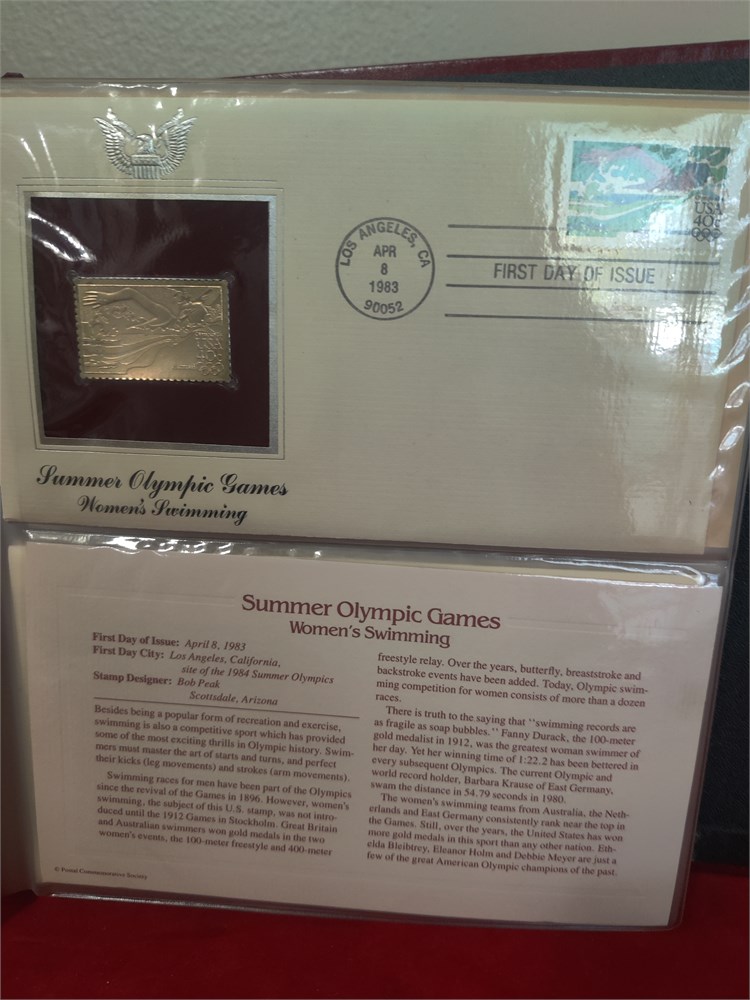 LOS ANGELES, CA
APR
8
1983
90052
FIRST DAY OF ISSUE
USA
40c
Summer Olympic Games
Women's Swimming
Summer Olympic Games
Women's Swimming
First Day of Issue: April 8, 1983
First Day City: Los Angeles, California,
site of the 1984 Summer Olympics
Stamp Designer: Bob Peak
Scottsdale, Arizona
Besides being a popular form of recreation and exercise,
swimming is also a competitive sport which has provided
some of the most exciting thrills in Olympic history. Swim-
mers must master the art of starts and turns, and perfect
their kicks (leg movements) and strokes (arm movements).
Swimming races for men have been part of the Olympics
since the revival of the Games in 1896. However, women's
swimming, the subject of this U.S. stamp, was not intro-
duced until the 1912 Games in Stockholm. Great Britain
and Australian swimmers won gold medals in the two
women's events, the 100-meter freestyle and 400-meter
freestyle relay. Over the years, butterfly, breaststroke and
backstroke events have been added. Today, Olympic swim-
ming competition for women consists of more than a dozen
races.
There is truth to the saying that "swimming records are
as fragile as soap bubbles." Fanny Durack, the 100-meter
gold medalist in 1912, was the greatest woman swimmer of
her day. Yet her winning time of 1:22.2 has been bettered in
every subsequent Olympics. The current Olympic and
world record holder, Barbara Krause of East Germany,
swam the distance in 54.79 seconds in 1980.
The women's swimming teams from Australia, the Neth-
erlands and East Germany consistently rank near the top in
the Games. Still, over the years, the United States has won
more gold medals in this sport than any other nation. Eth-
elda Bleibtrey, Eleanor Holm and Debbie Meyer are just a
few of the great American Olympic champions of the past.
© Postal Commemorative Society